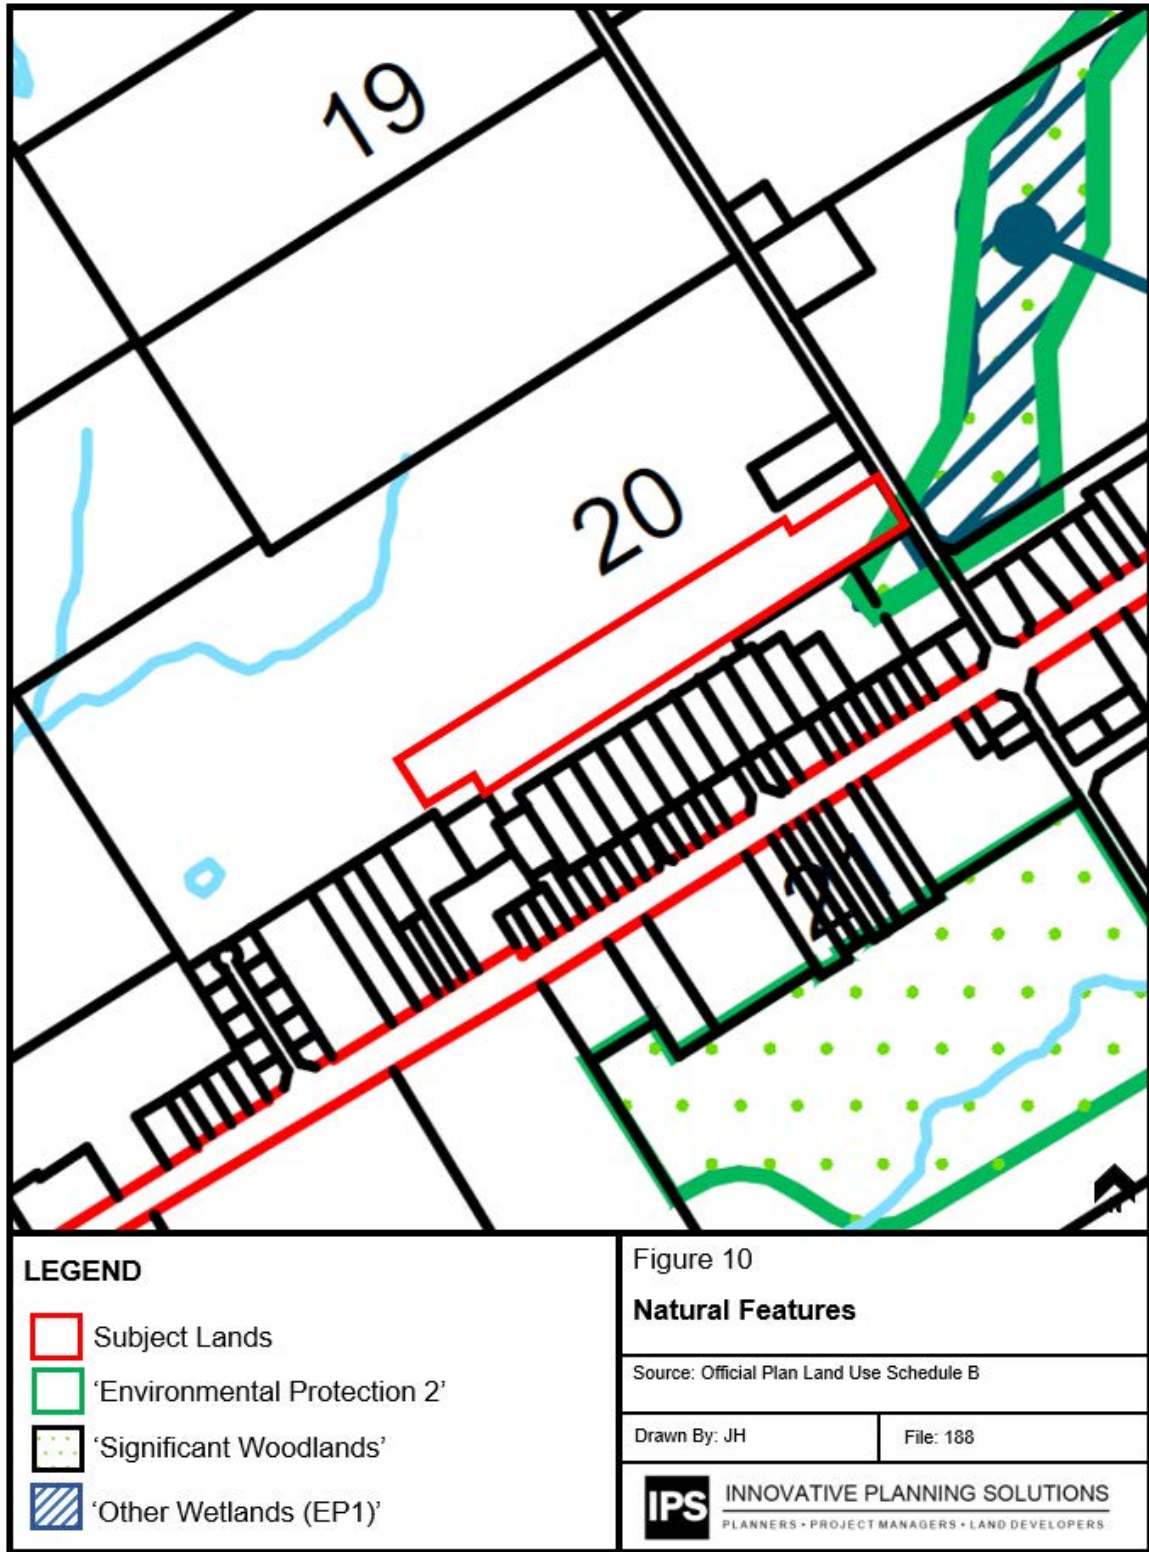 19
20
21
N
LEGEND
Subject Lands
'Environmental Protection 2'
'Significant Woodlands'
'Other Wetlands (EP1)'
Figure 10
Natural Features
Source: Official Plan Land Use Schedule B
Drawn By: JH
File: 188
IPS
INNOVATIVE PLANNING SOLUTIONS
PLANNERS • PROJECT MANAGERS • LAND DEVELOPERS